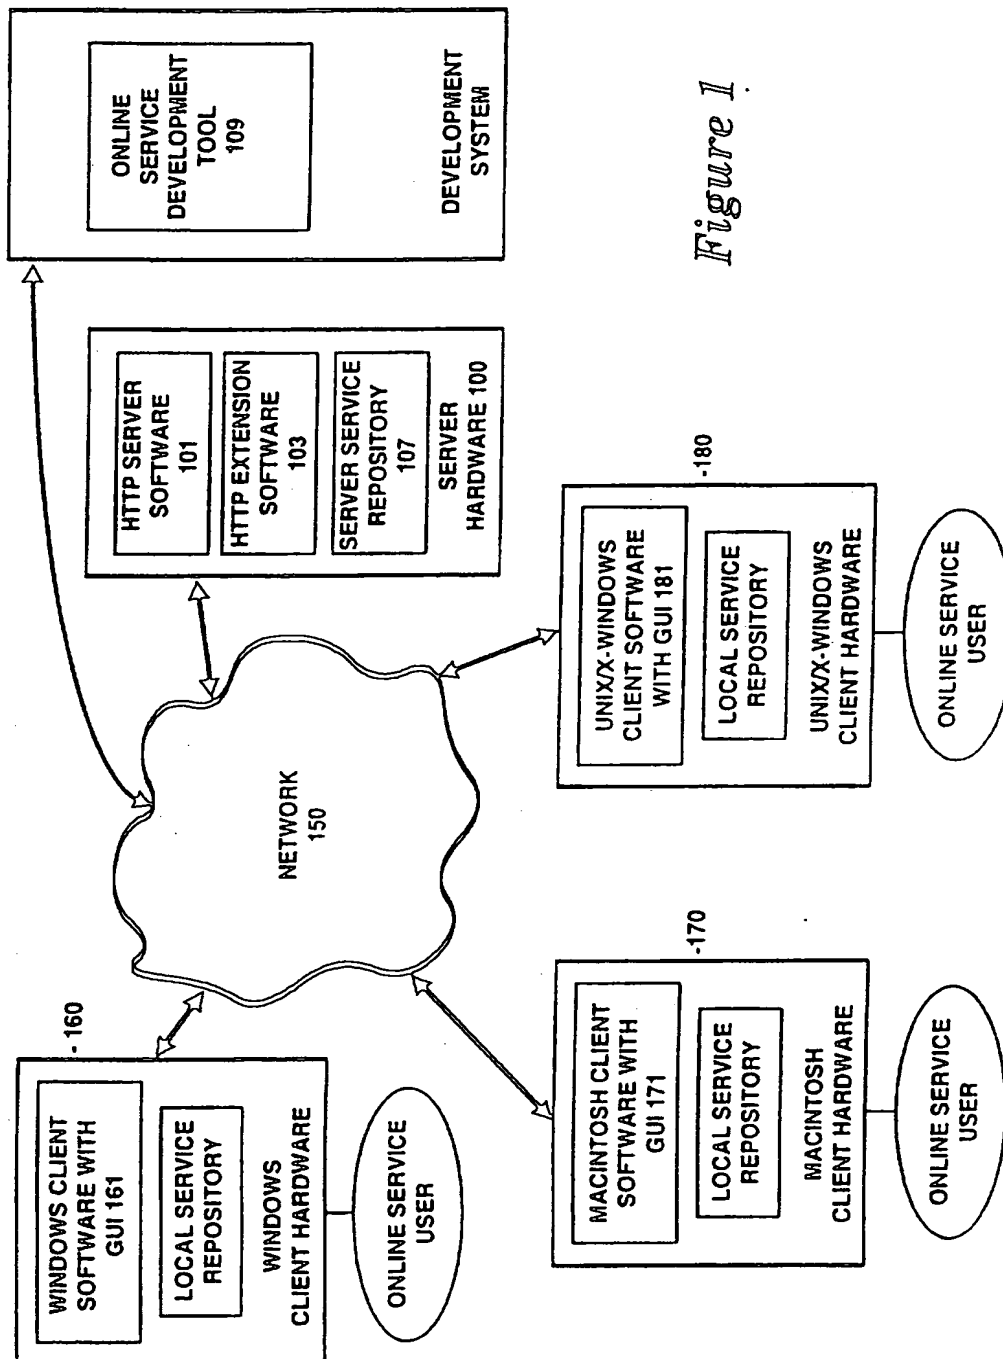 WINDOWS CLIENT
SOFTWARE WITH
GUI 161
LOCAL SERVICE
REPOSITORY
WINDOWS
CLIENT HARDWARE
-160
ONLINE SERVICE
USER
NETWORK
150
HTTP SERVER
SOFTWARE
101
HTTP EXTENSION
SOFTWARE
103
SERVER SERVICE
REPOSITORY
107
SERVER
HARDWARE 100
ONLINE
SERVICE
DEVELOPMENT
TOOL
109
DEVELOPMENT
SYSTEM
MACINTOSH CLIENT
SOFTWARE WITH
GUI 171
LOCAL SERVICE
REPOSITORY
MACINTOSH
CLIENT HARDWARE
-170
ONLINE SERVICE
USER
UNIX/X-WINDOWS
CLIENT SOFTWARE
WITH GUI 181
LOCAL SERVICE
REPOSITORY
UNIX/X-WINDOWS
CLIENT HARDWARE
-180
ONLINE SERVICE
USER
Figure 1